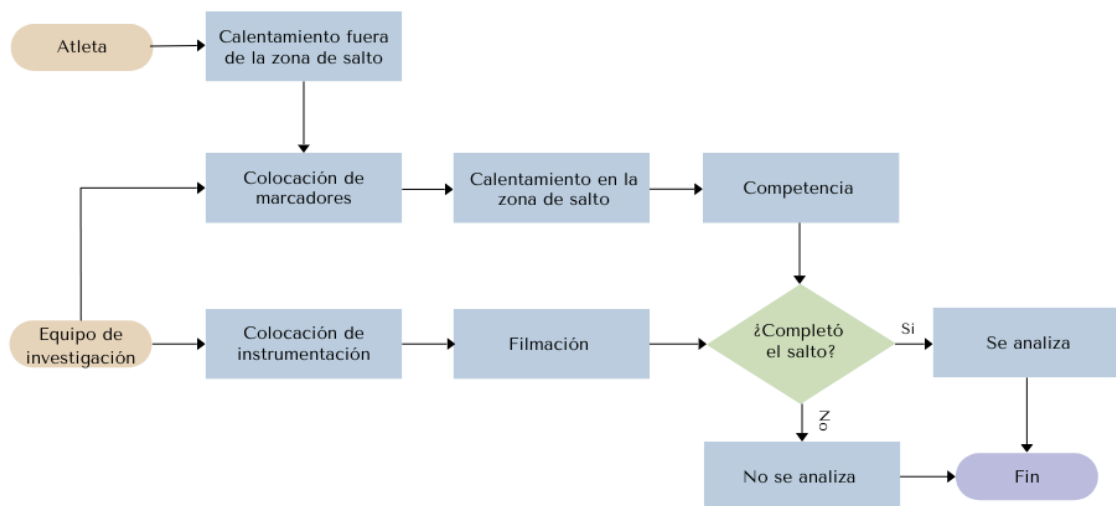 Atleta
Calentamiento fuera
de la zona de salto
Colocación de
marcadores
Calentamiento en la
zona de salto
Competencia
Equipo de
investigación
Colocación de
instrumentación
Filmación
¿Completó
el salto?
Si
Se analiza
No
No se analiza
Fin